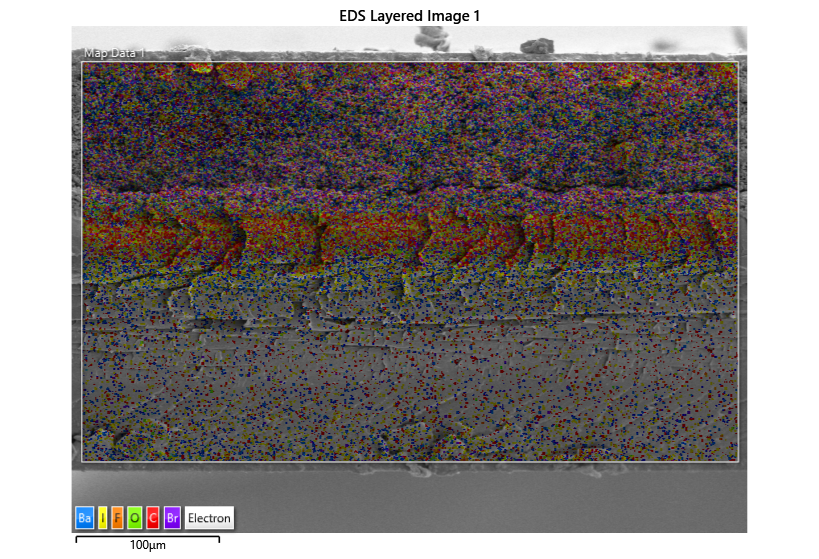 EDS Layered Image 1
Map Data 1
Ba I F O C Br Electron
100µm